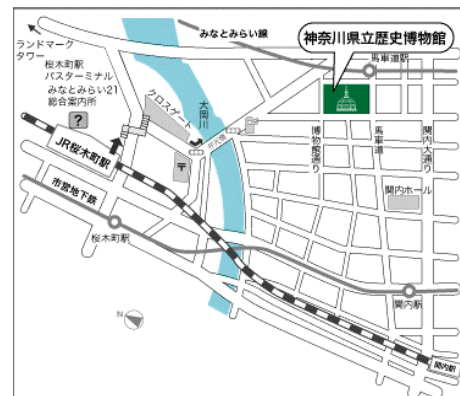 みなとみらい線
神奈川県立歴史博物館
馬車道駅
ランドマーク
タワー
桜木町駅
バスターミナル
みなとみらい21
総合案内所
?
クロスゲート
大岡川
弁天橋
博物館通り
馬車道
関内大通り
JR桜木町駅
〒
関内ホール
市営地下鉄
桜木町駅
関内駅
N
関内駅